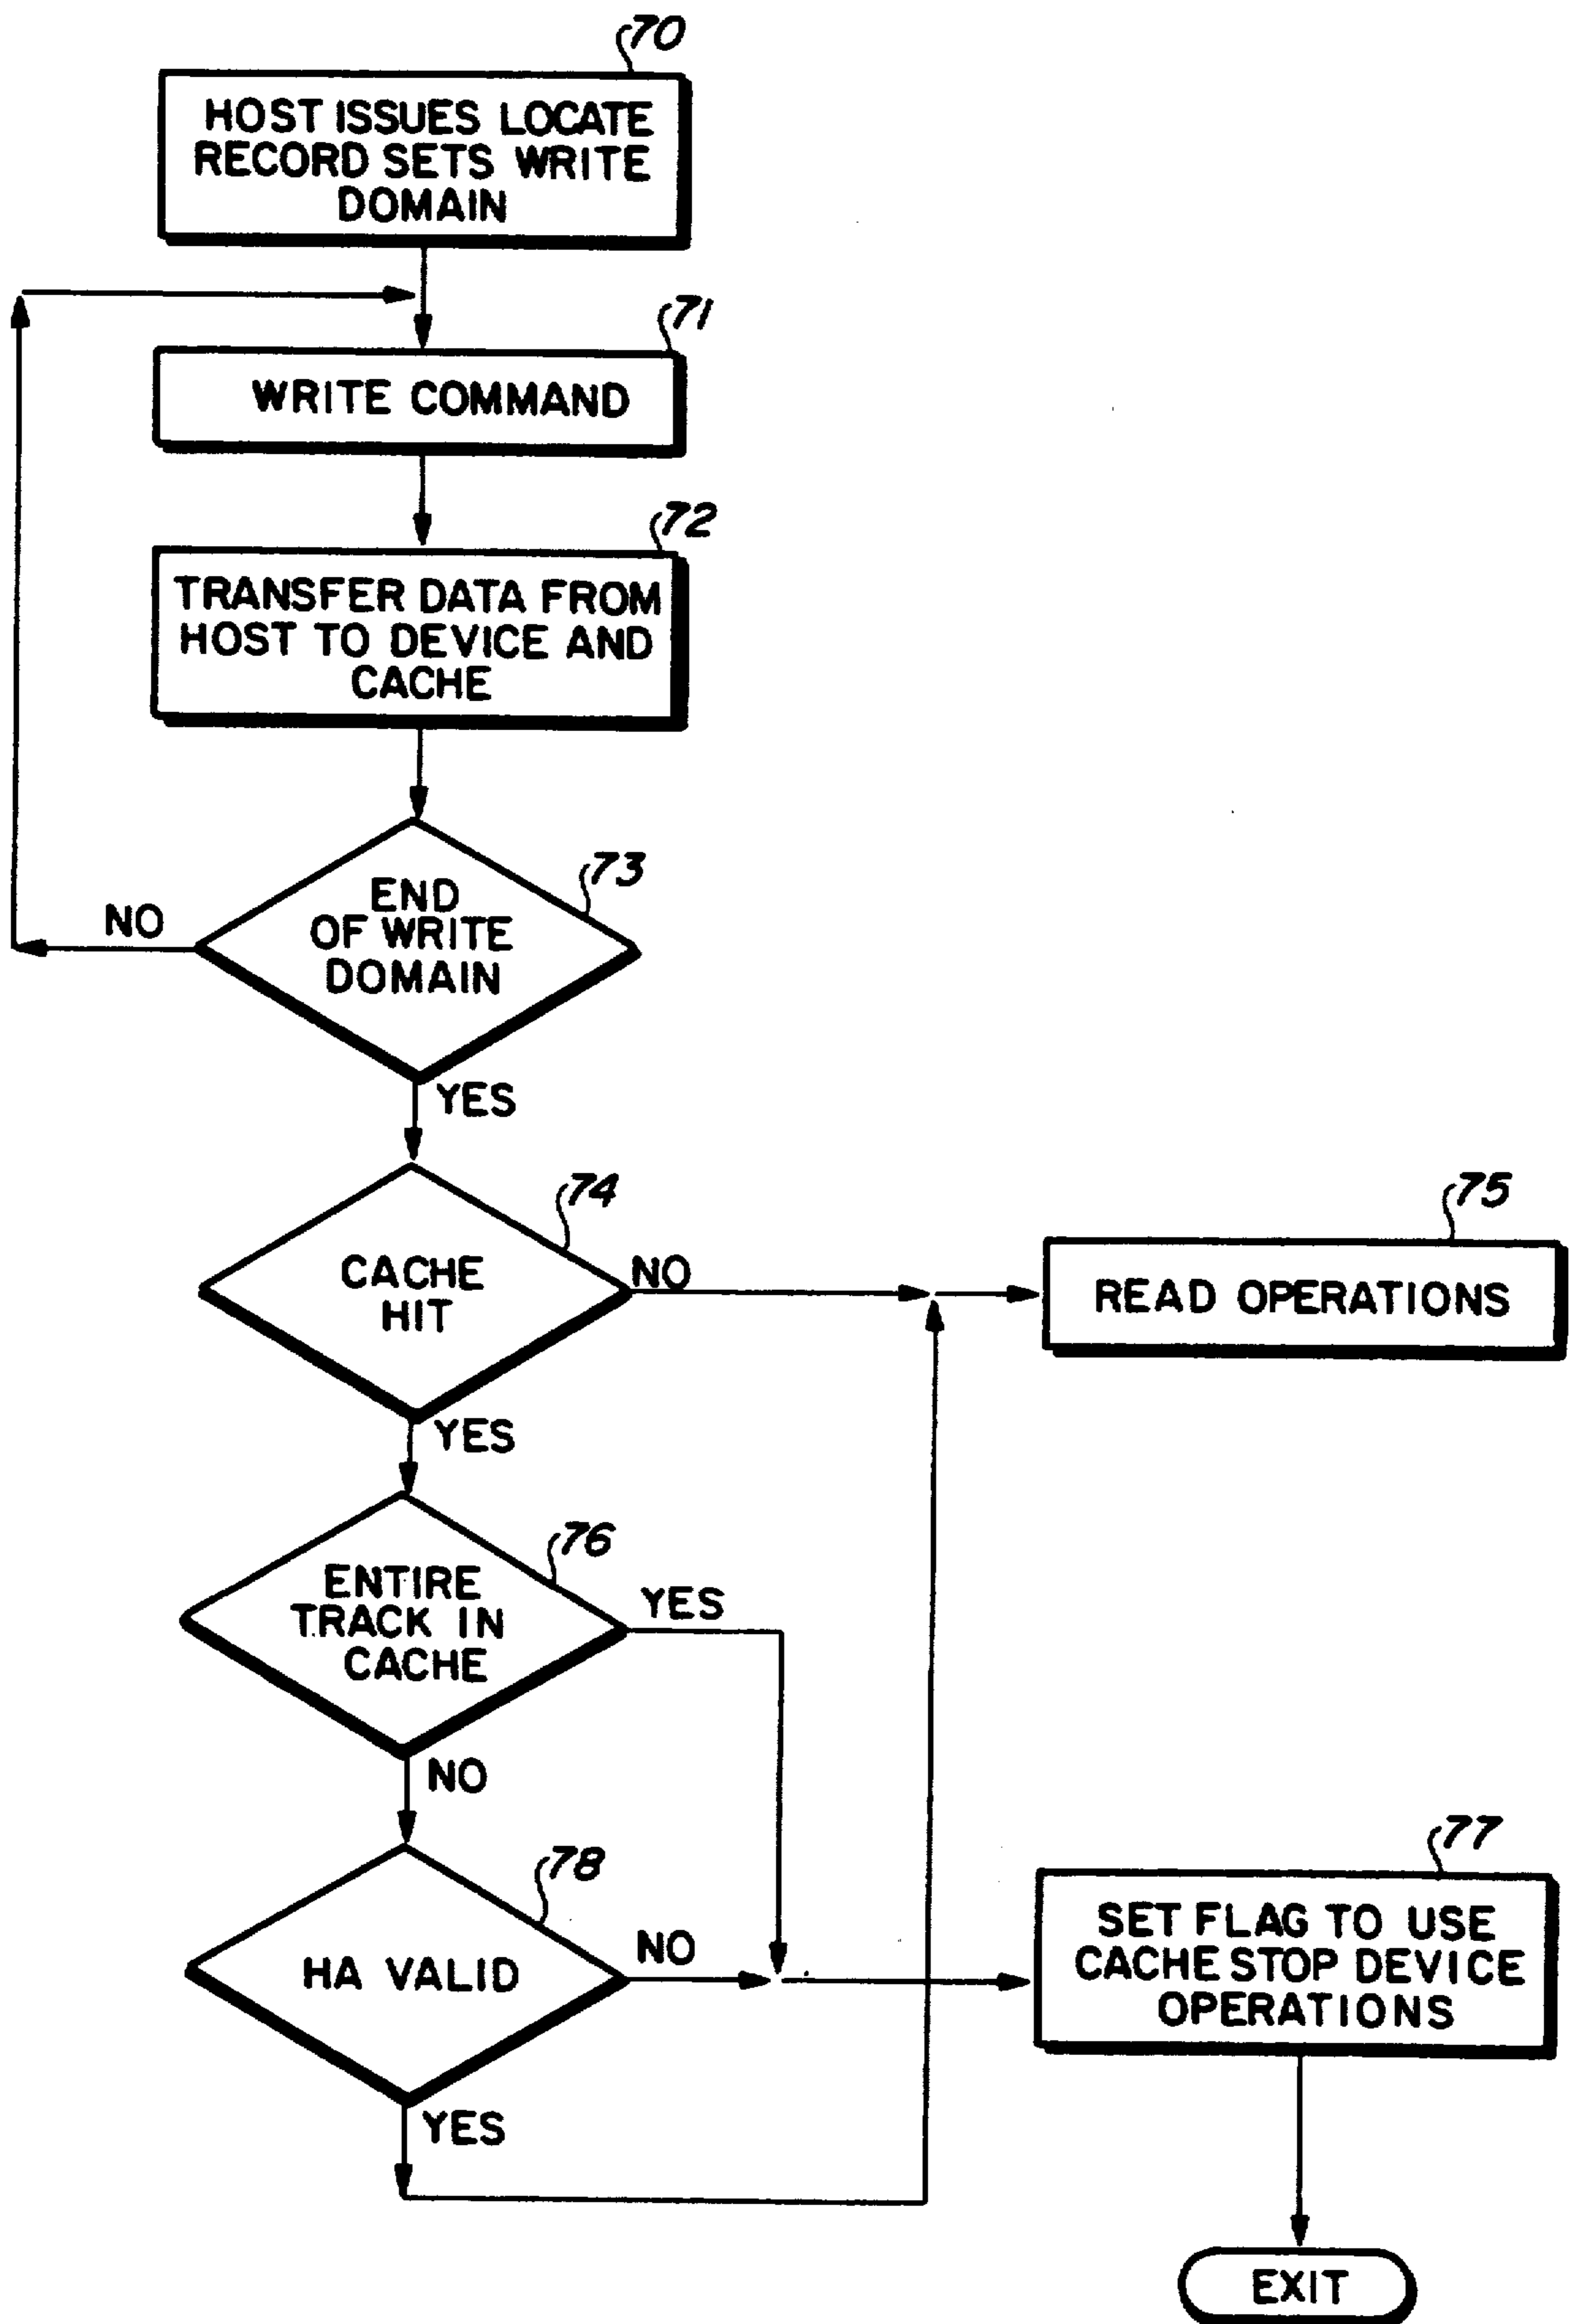 70
HOST ISSUES LOCATE
RECORD SETS WRITE
DOMAIN
71
WRITE COMMAND
72
TRANSFER DATA FROM
HOST TO DEVICE AND
CACHE
73
END
OF WRITE
DOMAIN
NO
YES
74
CACHE
HIT
NO
75
READ OPERATIONS
YES
76
ENTIRE
TRACK IN
CACHE
YES
NO
78
HA VALID
NO
77
SET FLAG TO USE
CACHE STOP DEVICE
OPERATIONS
YES
EXIT